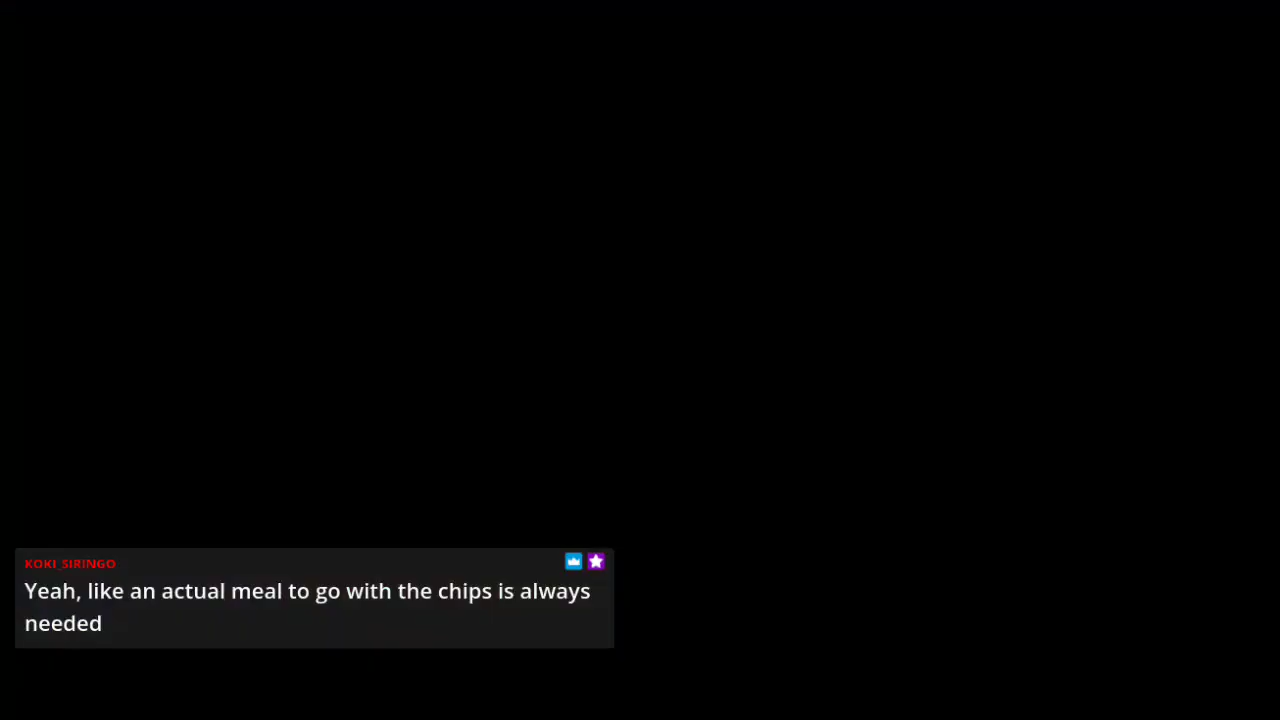 KOKI_SIRINGO
Yeah, like an actual meal to go with the chips is always
needed